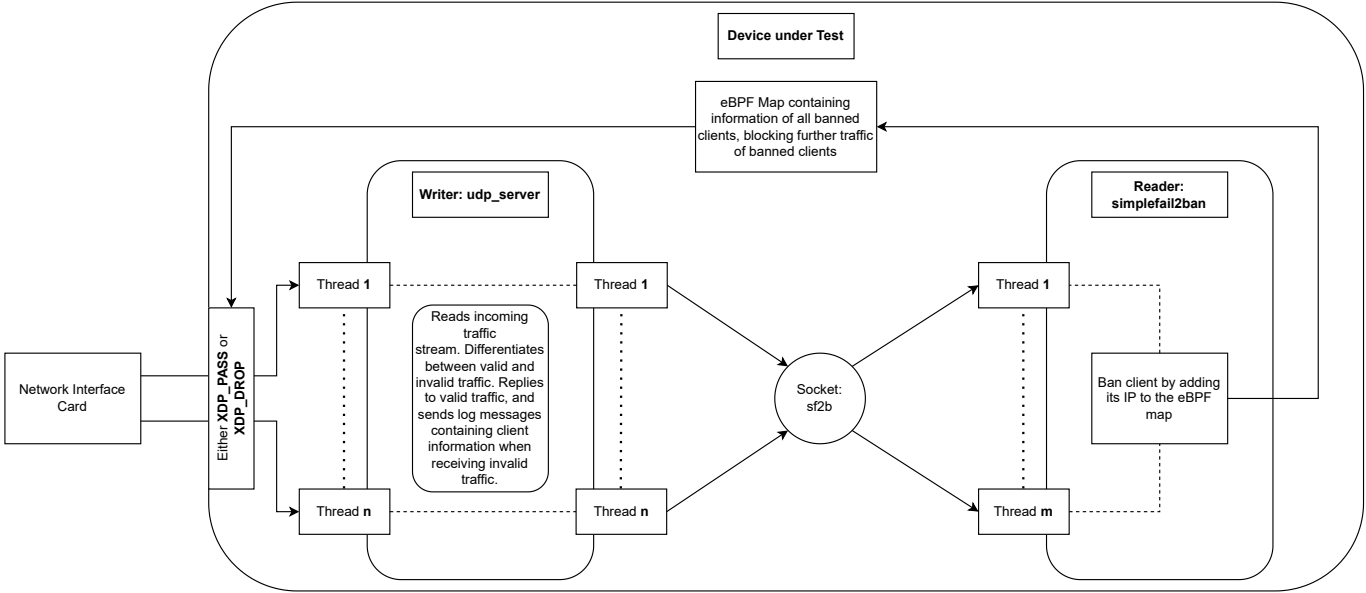 Device under Test
eBPF Map containing
information of all banned
clients, blocking further traffic
of banned clients
Writer: udp_server
Reader:
simplefail2ban
Thread 1
Thread 1
Thread 1
Reads incoming
traffic
stream. Differentiates
between valid and
invalid traffic. Replies
to valid traffic, and
sends log messages
containing client
information when
receiving invalid
traffic.
Network Interface
Card
Either XDP_PASS or
XDP_DROP
Socket:
sf2b
Ban client by adding
its IP to the eBPF
map
Thread n
Thread n
Thread m